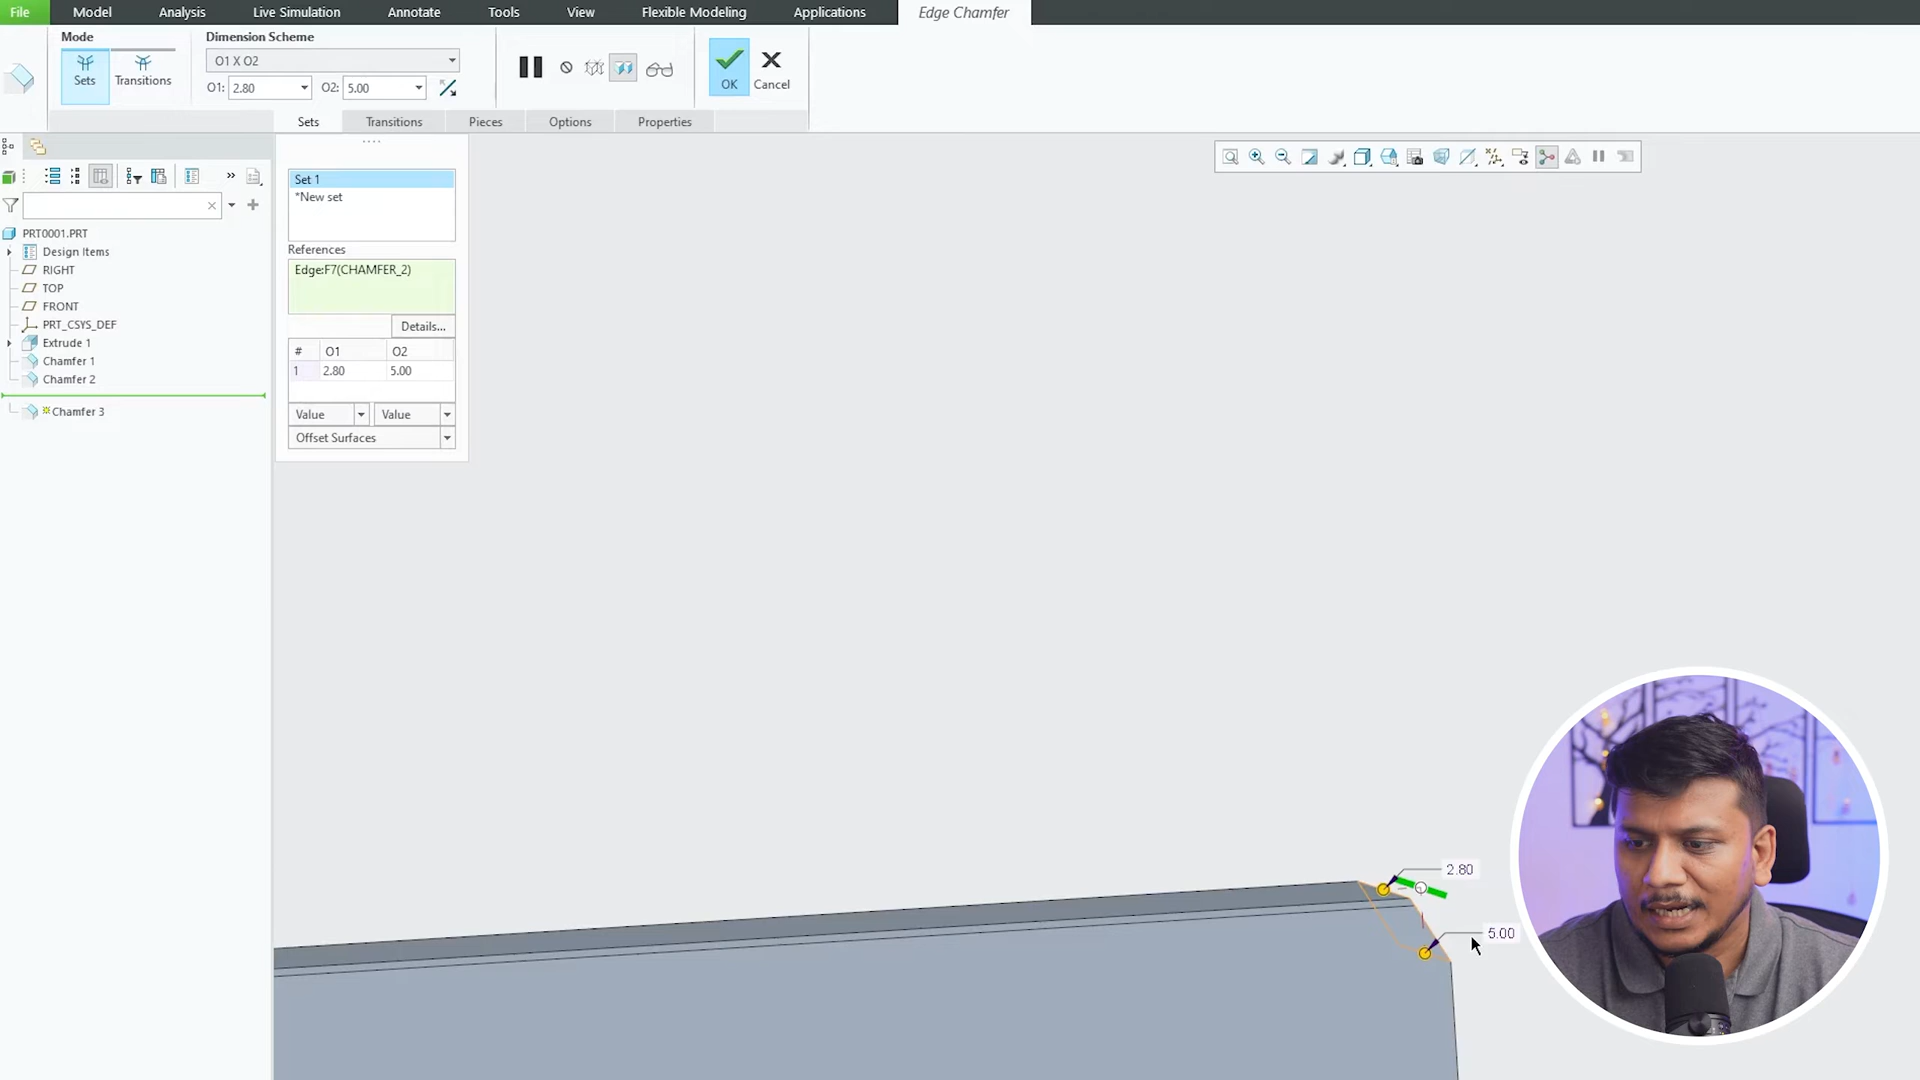 File Model Analysis Live Simulation Annotate Tools View Flexible Modeling Applications Edge Chamfer
Mode
Sets Transitions
Dimension Scheme
O1 X O2
O1: 2.80 O2: 5.00
OK Cancel
Sets Transitions Pieces Options Properties
PRT0001.PRT
Design Items
RIGHT
TOP
FRONT
PRT_CSYS_DEF
Extrude 1
Chamfer 1
Chamfer 2
Chamfer 3
Set 1
*New set
References
Edge:F7(CHAMFER_2)
Details...
# O1 O2
1 2.80 5.00
Value Value
Offset Surfaces
2.80
5.00